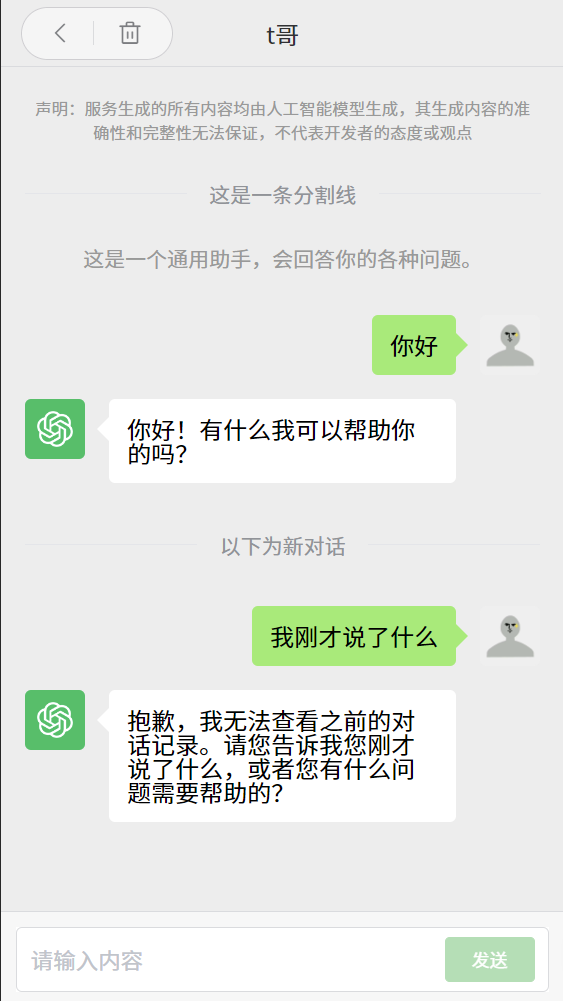 t哥
声明：服务生成的所有内容均由人工智能模型生成，其生成内容的准
确性和完整性无法保证，不代表开发者的态度或观点
这是一条分割线
这是一个通用助手，会回答你的各种问题。
你好
你好！有什么我可以帮助你
的吗？
以下为新对话
我刚才说了什么
抱歉，我无法查看之前的对
话记录。请您告诉我您刚才
说了什么，或者您有什么问
题需要帮助的？
请输入内容
发送